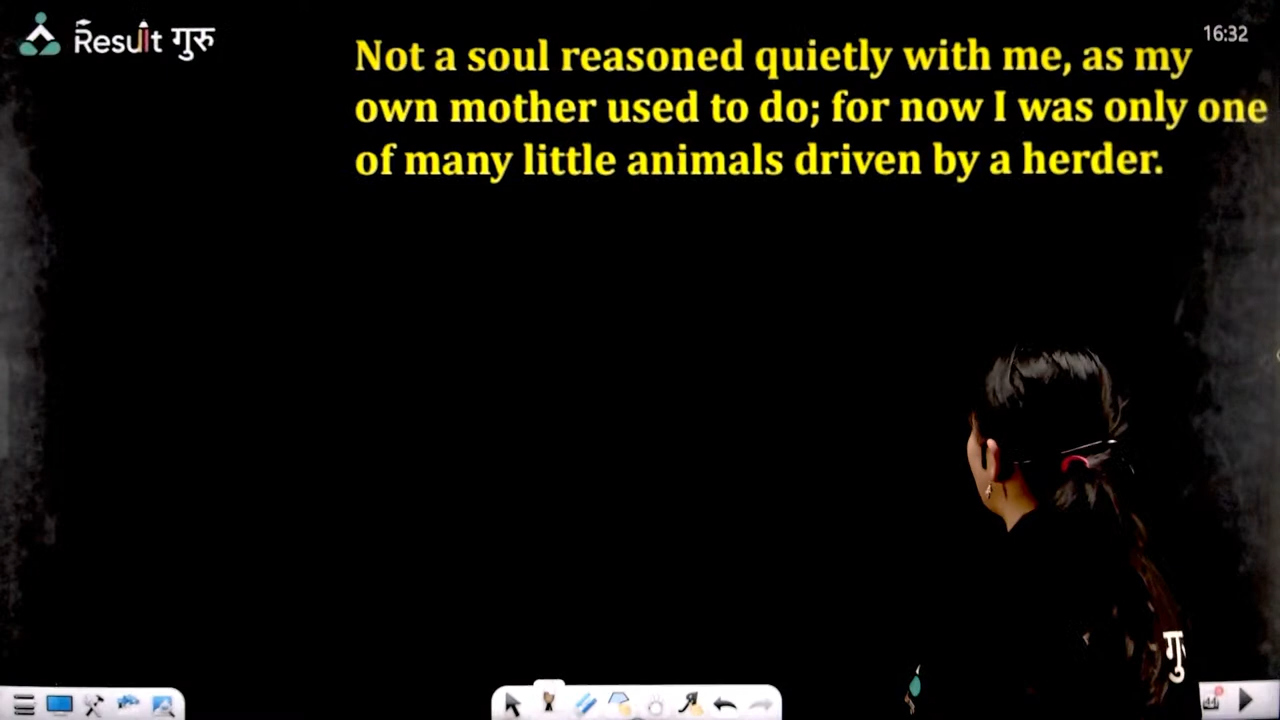 Result गुरु
16:32
Not a soul reasoned quietly with me, as my
own mother used to do; for now I was only one
of many little animals driven by a herder.
गु